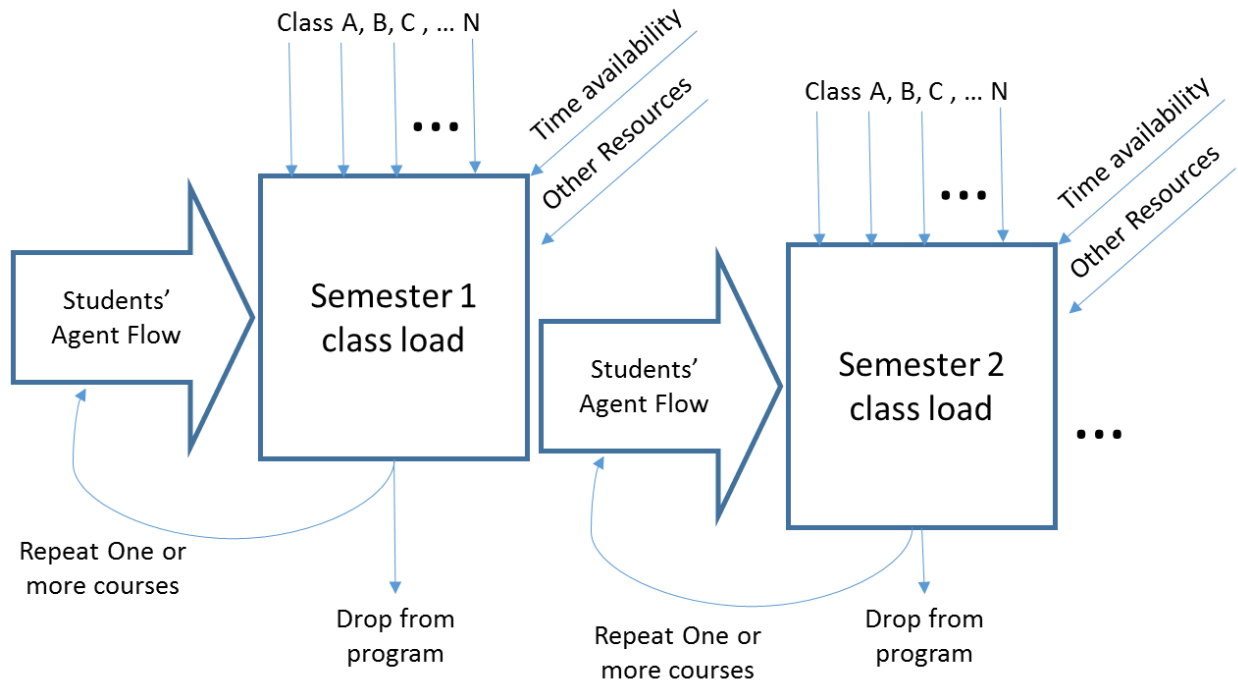 Class A, B, C , ... N
...
Time availability
Other Resources
Students'
Agent Flow
Semester 1
class load
Repeat One or
more courses
Drop from
program
Class A, B, C , ... N
...
Time availability
Other Resources
Students'
Agent Flow
Semester 2
class load
...
Repeat One or
more courses
Drop from
program